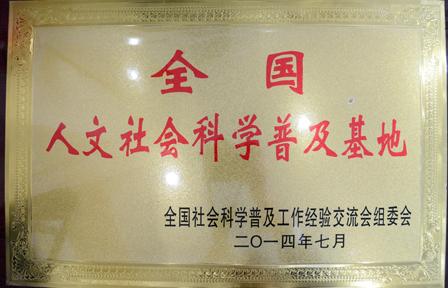 全国
人文社会科学普及基地
全国社会科学普及工作经验交流会组委会
二〇一四年七月